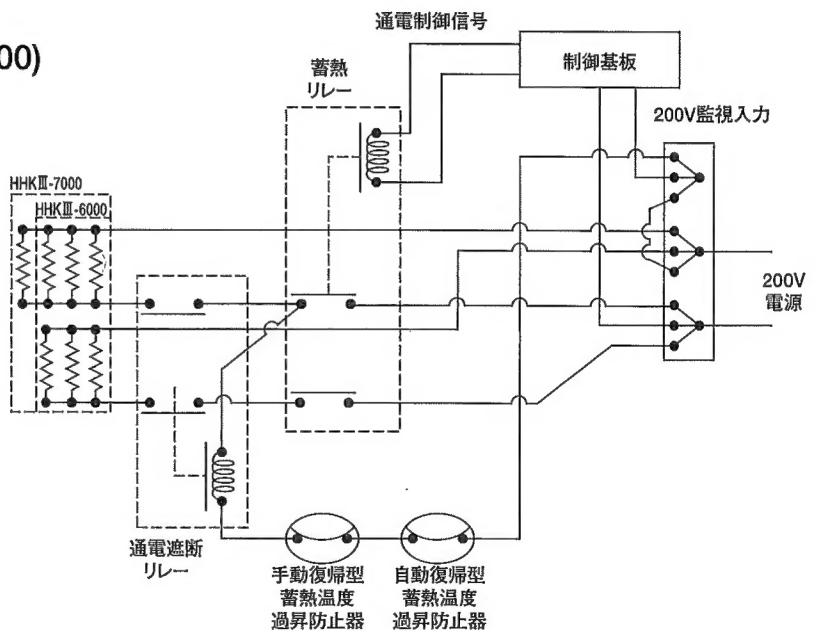 00)
通電制御信号
制御基板
蓄熱
リレー
200V監視入力
HHKⅢ-7000
HHKⅢ-6000
200V
電源
通電遮断
リレー
手動復帰型
蓄熱温度
過昇防止器
自動復帰型
蓄熱温度
過昇防止器